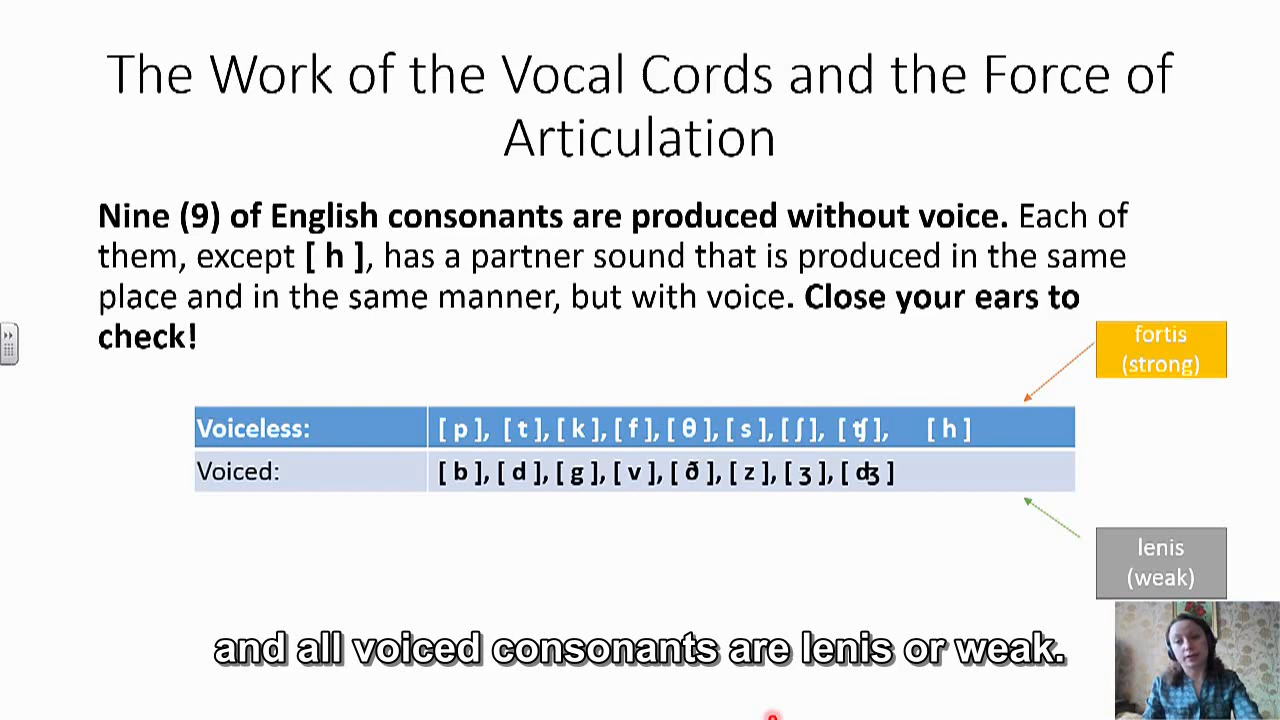 The Work of the Vocal Cords and the Force of
Articulation
Nine (9) of English consonants are produced without voice. Each of
them, except [ h ], has a partner sound that is produced in the same
place and in the same manner, but with voice. Close your ears to
check!
fortis
(strong)
Voiceless: [ p ], [ t ], [ k ], [ f ], [ θ ], [ s ], [ ʃ ], [ ʧ ], [ h ]
Voiced: [ b ], [ d ], [ g ], [ v ], [ ð ], [ z ], [ ʒ ], [ ʤ ]
lenis
(weak)
and all voiced consonants are lenis or weak.